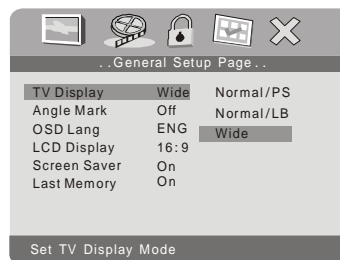 ..General Setup Page..
TV Display Wide Normal/PS
Angle Mark Off Normal/LB
OSD Lang ENG Wide
LCD Display 16:9
Screen Saver On
Last Memory On
Set TV Display Mode